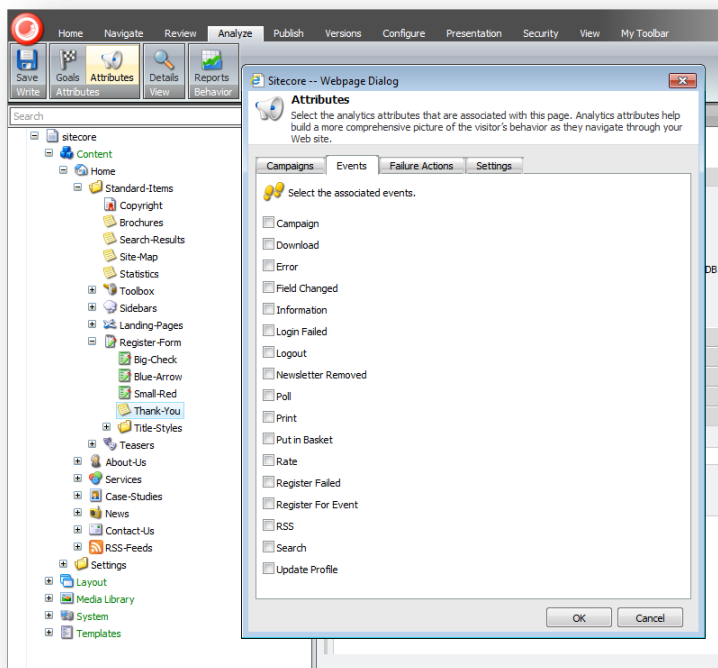 Home Navigate Review Analyze Publish Versions Configure Presentation Security View My Toolbar
Save Goals Attributes Details Reports
Write Attributes View Behavior
Search
sitecore
Content
Home
Standard-Items
Copyright
Brochures
Search-Results
Site-Map
Statistics
Toolbox
Sidebars
Landing-Pages
Register-Form
Big-Check
Blue-Arrow
Small-Red
Thank-You
Title-Styles
Teasers
About-Us
Services
Case-Studies
News
Contact-Us
RSS-Feeds
Settings
Layout
Media Library
System
Templates
Sitecore -- Webpage Dialog
Attributes
Select the analytics attributes that are associated with this page. Analytics attributes help
build a more comprehensive picture of the visitor's behavior as they navigate through your
Web site.
Campaigns Events Failure Actions Settings
Select the associated events.
Campaign
Download
Error
Field Changed
Information
Login Failed
Logout
Newsletter Removed
Poll
Print
Put in Basket
Rate
Register Failed
Register For Event
RSS
Search
Update Profile
OK Cancel
DB